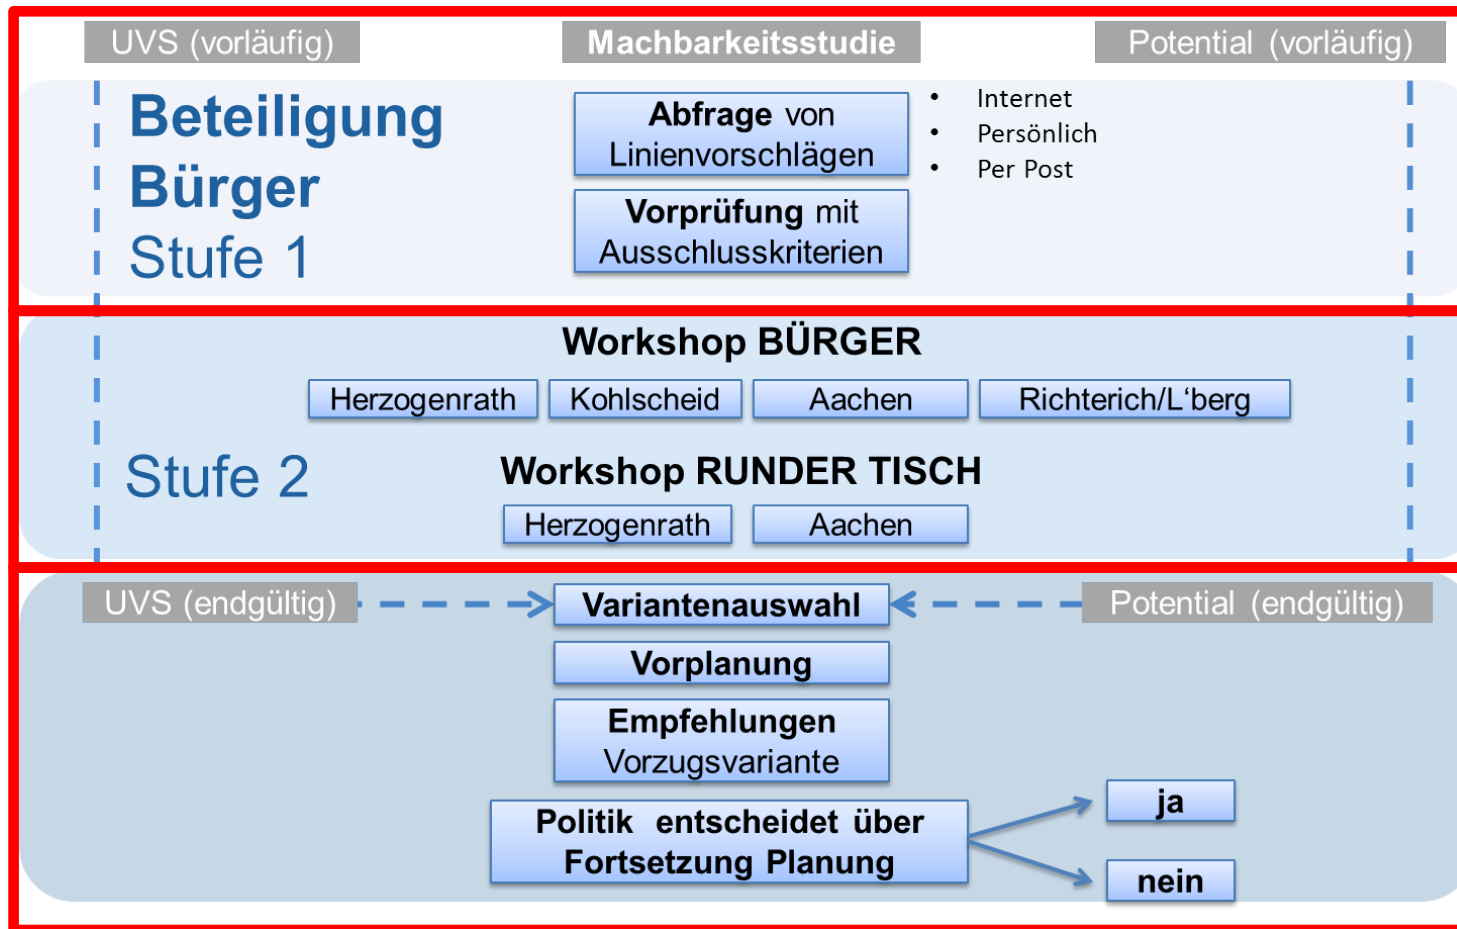 UVS (vorläufig)
Machbarkeitsstudie
Potential (vorläufig)
Beteiligung
Bürger
Stufe 1
Abfrage von
Linienvorschlägen
• Internet
• Persönlich
• Per Post
Vorprüfung mit
Ausschlusskriterien
Workshop BÜRGER
Herzogenrath
Kohlscheid
Aachen
Richterich/L‘berg
Stufe 2
Workshop RUNDER TISCH
Herzogenrath
Aachen
UVS (endgültig)
Variantenauswahl
Potential (endgültig)
Vorplanung
Empfehlungen
Vorzugsvariante
Politik entscheidet über
Fortsetzung Planung
ja
nein